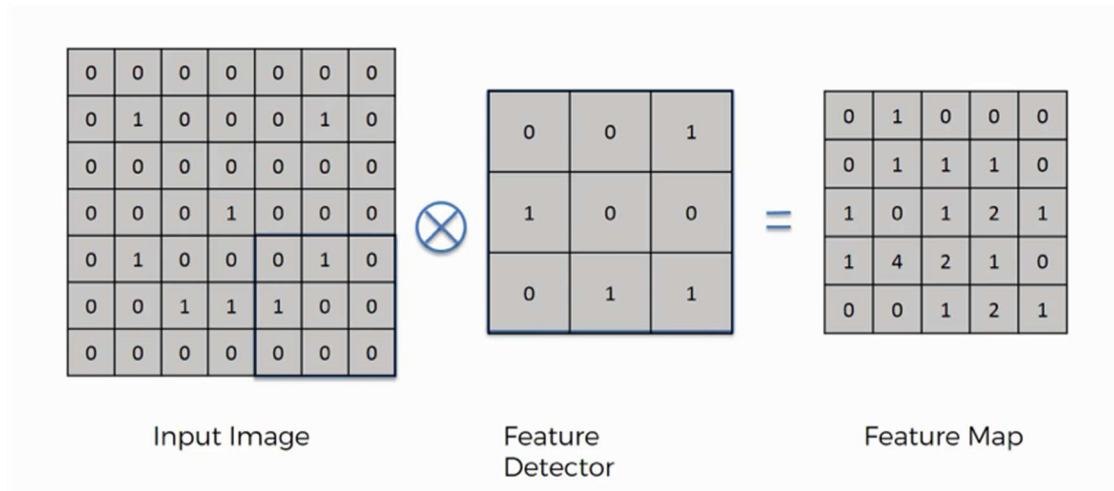 0 0 0 0 0 0 0
0 1 0 0 0 1 0
0 0 0 0 0 0 0
0 0 0 1 0 0 0
0 1 0 0 0 1 0
0 0 1 1 1 0 0
0 0 0 0 0 0 0
Input Image
0 0 1
1 0 0
0 1 1
Feature
Detector
=
0 1 0 0 0
0 1 1 1 0
1 0 1 2 1
1 4 2 1 0
0 0 1 2 1
Feature Map